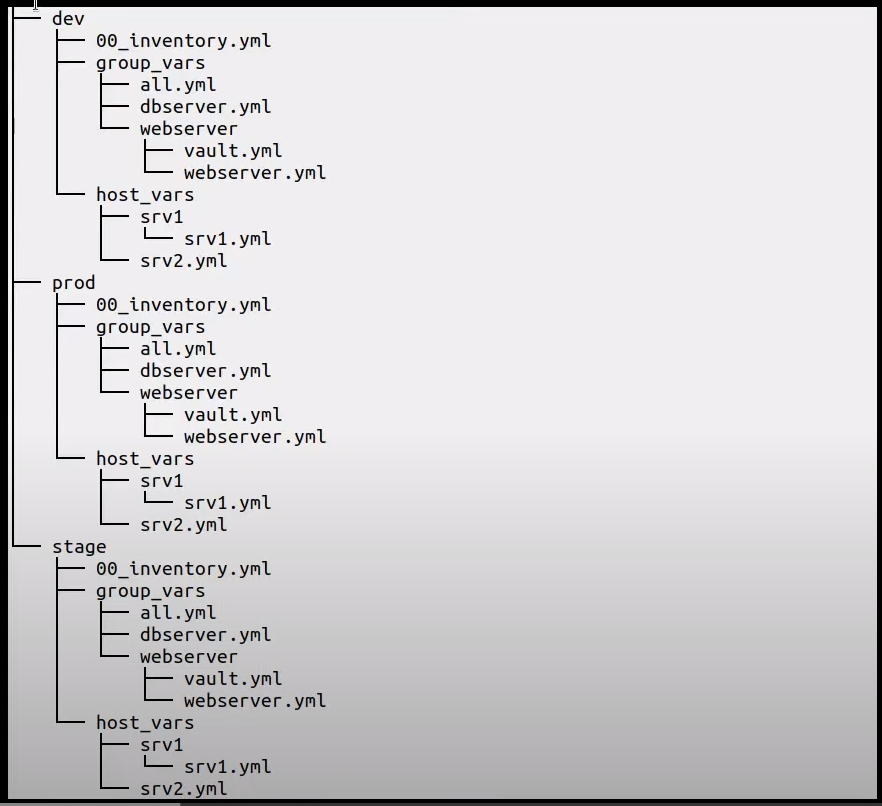 dev
00_inventory.yml
group_vars
all.yml
dbserver.yml
webserver
vault.yml
webserver.yml
host_vars
srv1
srv1.yml
srv2.yml
prod
00_inventory.yml
group_vars
all.yml
dbserver.yml
webserver
vault.yml
webserver.yml
host_vars
srv1
srv1.yml
srv2.yml
stage
00_inventory.yml
group_vars
all.yml
dbserver.yml
webserver
vault.yml
webserver.yml
host_vars
srv1
srv1.yml
srv2.yml